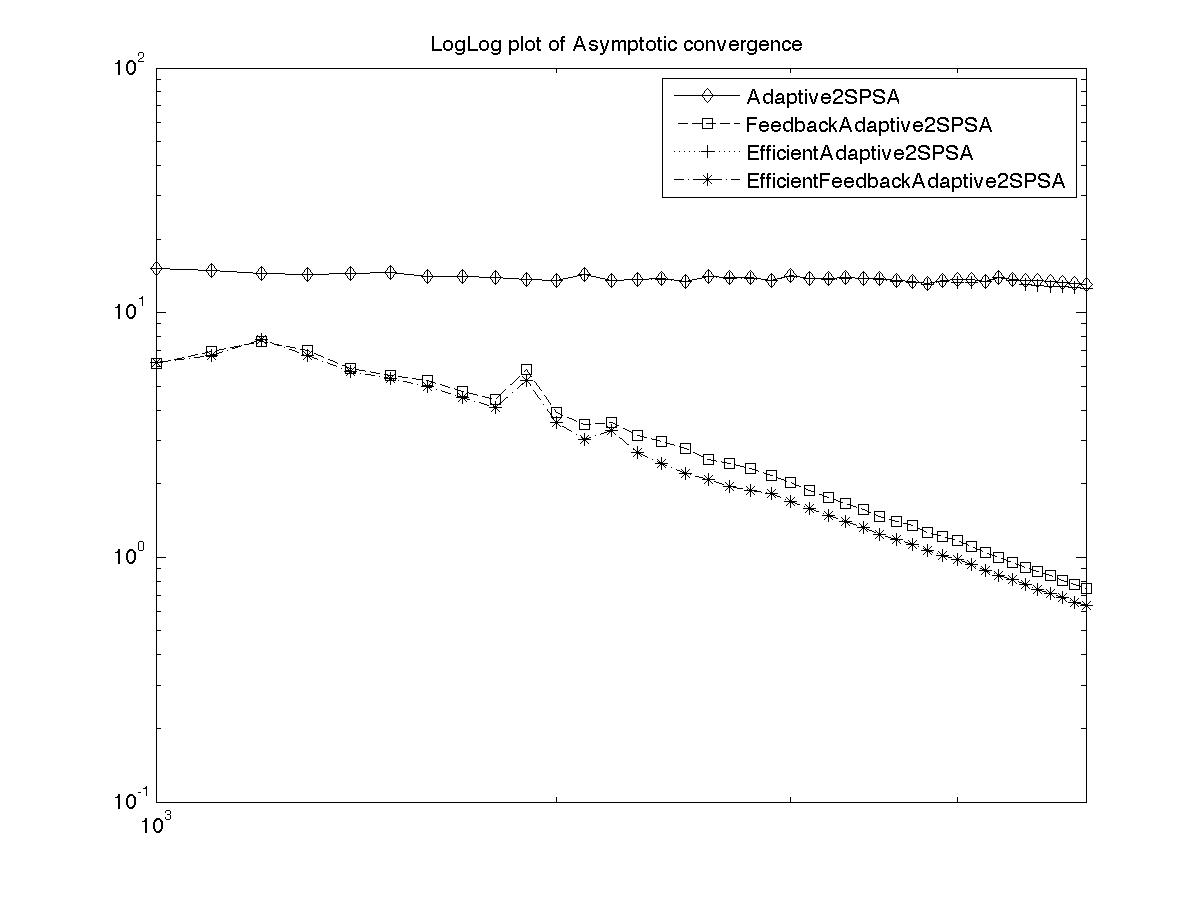 LogLog plot of Asymptotic convergence
10^2
Adaptive2SPSA
FeedbackAdaptive2SPSA
EfficientAdaptive2SPSA
EfficientFeedbackAdaptive2SPSA
10^1
10^0
10^-1
10^3